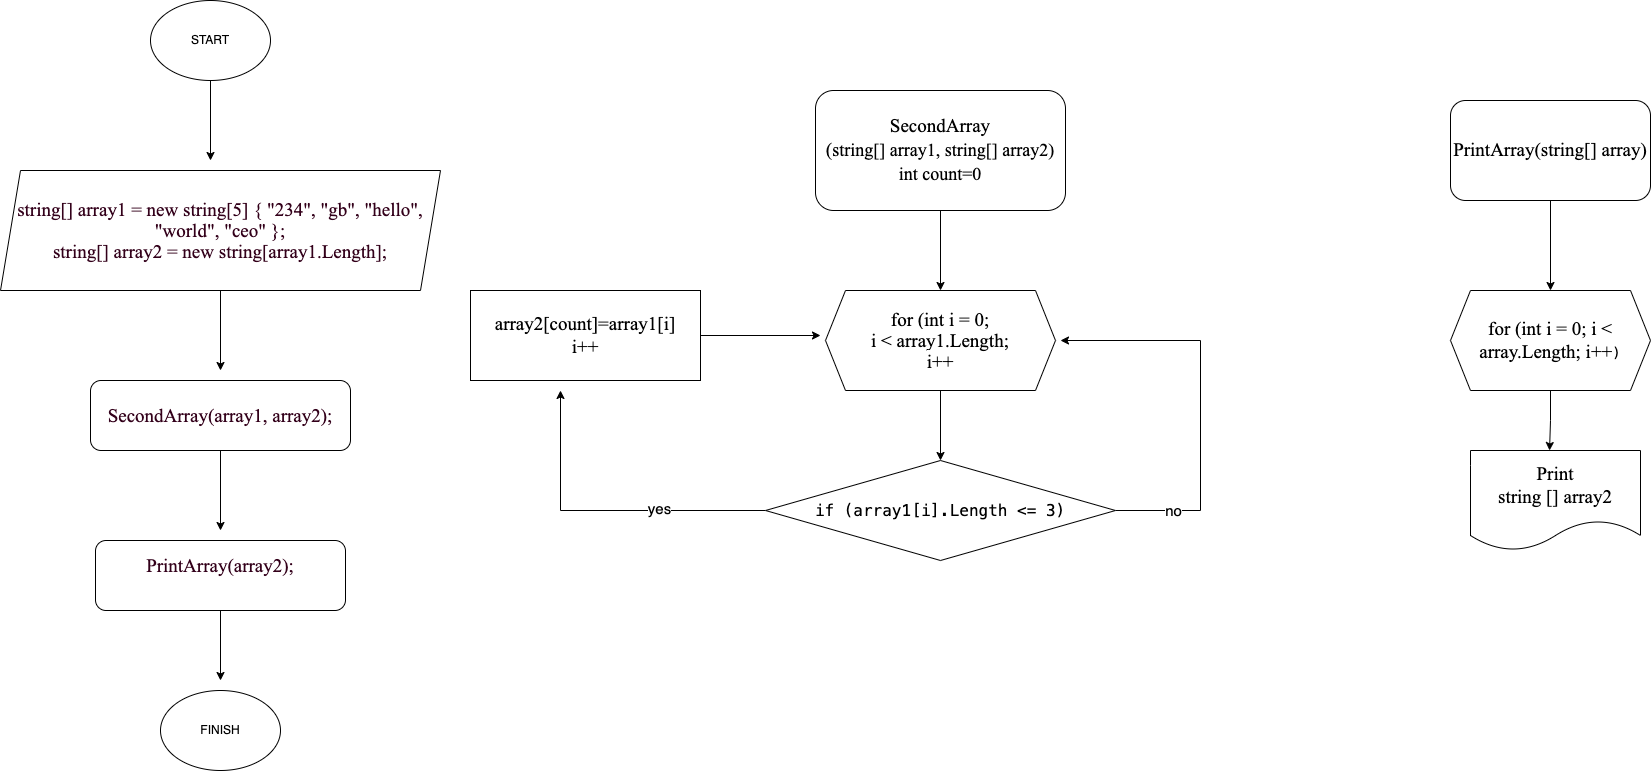 START
string[] array1 = new string[5] { "234", "gb", "hello",
"world", "ceo" };
string[] array2 = new string[array1.Length];
SecondArray(array1, array2);
PrintArray(array2);
FINISH
SecondArray
(string[] array1, string[] array2)
int count=0
array2[count]=array1[i]
i++
for (int i = 0;
i < array1.Length;
i++
if (array1[i].Length <= 3)
yes
no
PrintArray(string[] array)
for (int i = 0; i <
array.Length; i++)
Print
string [] array2